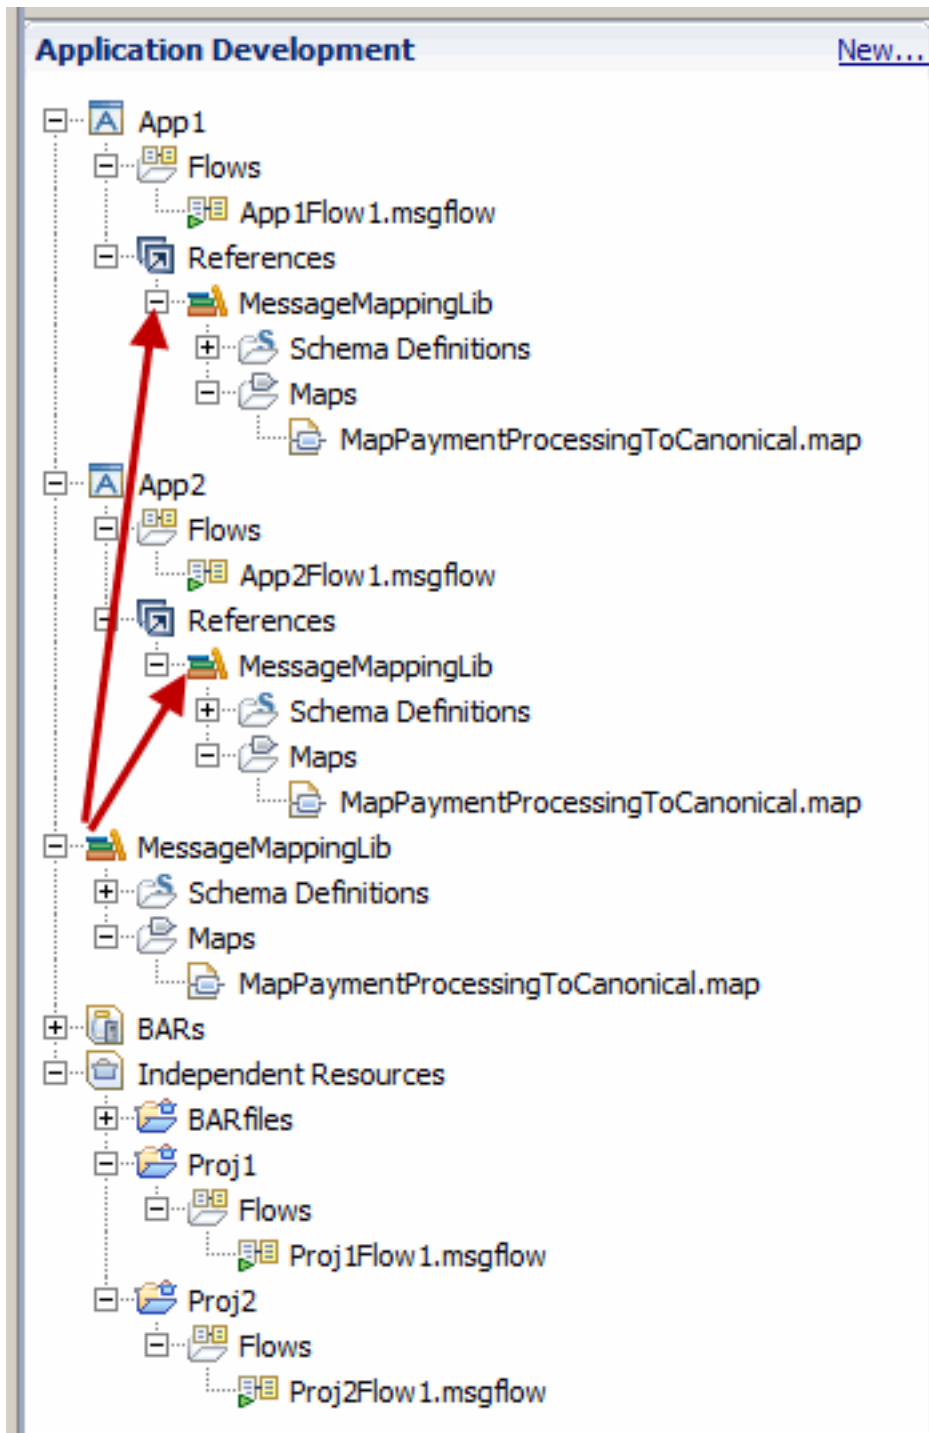 Application Development New...
App1
Flows
App1Flow1.msgflow
References
MessageMappingLib
Schema Definitions
Maps
MapPaymentProcessingToCanonical.map
App2
Flows
App2Flow1.msgflow
References
MessageMappingLib
Schema Definitions
Maps
MapPaymentProcessingToCanonical.map
MessageMappingLib
Schema Definitions
Maps
MapPaymentProcessingToCanonical.map
BARs
Independent Resources
BARfiles
Proj1
Flows
Proj1Flow1.msgflow
Proj2
Flows
Proj2Flow1.msgflow